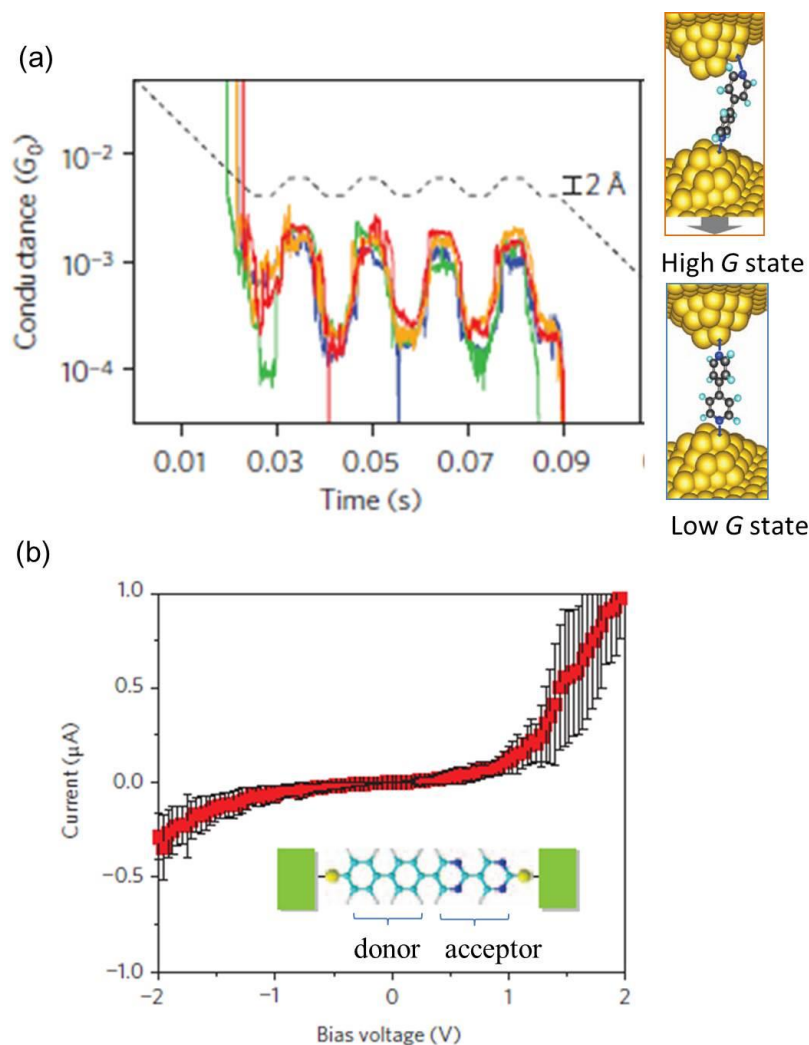 (a)
Conductance (G₀)
10⁻²
10⁻³
10⁻⁴
2 Å
0.01 0.03 0.05 0.07 0.09
Time (s)
High G state
Low G state
(b)
Current (μA)
1.0
0.5
0.0
−0.5
−1.0
donor acceptor
−2 −1 0 1 2
Bias voltage (V)